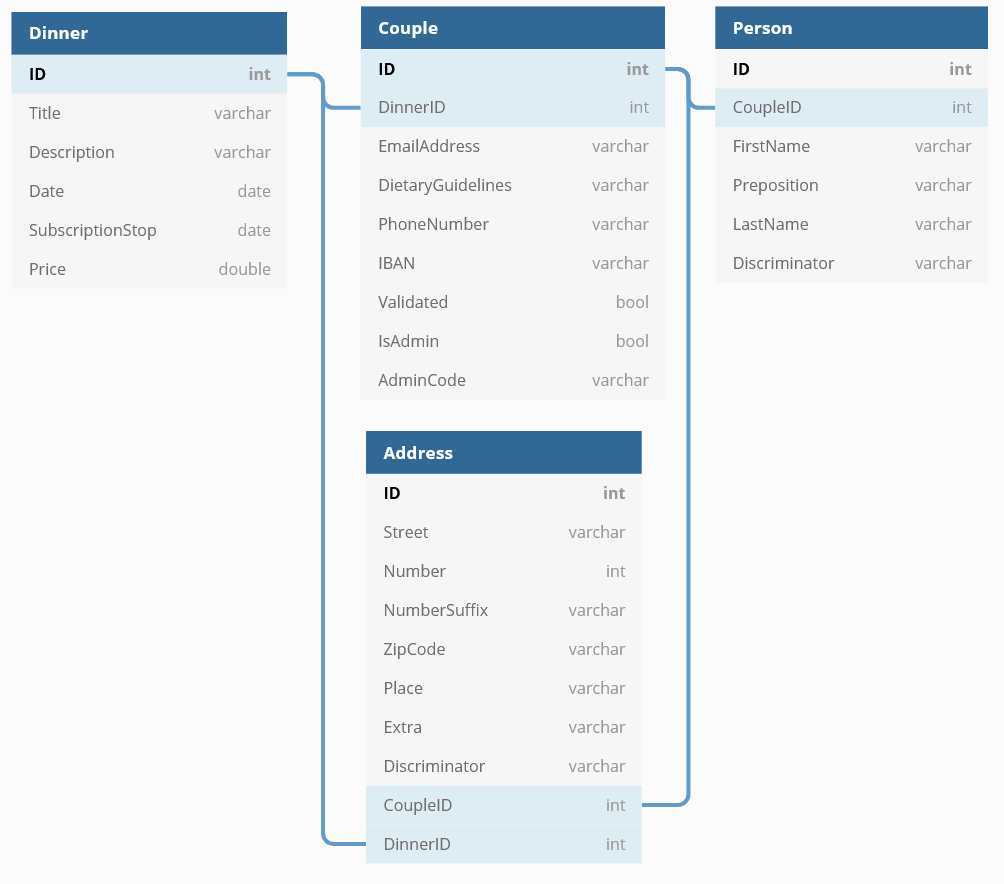 Dinner
ID int
Title varchar
Description varchar
Date date
SubscriptionStop date
Price double
Couple
ID int
DinnerID int
EmailAddress varchar
DietaryGuidelines varchar
PhoneNumber varchar
IBAN varchar
Validated bool
IsAdmin bool
AdminCode varchar
Person
ID int
CoupleID int
FirstName varchar
Preposition varchar
LastName varchar
Discriminator varchar
Address
ID int
Street varchar
Number int
NumberSuffix varchar
ZipCode varchar
Place varchar
Extra varchar
Discriminator varchar
CoupleID int
DinnerID int